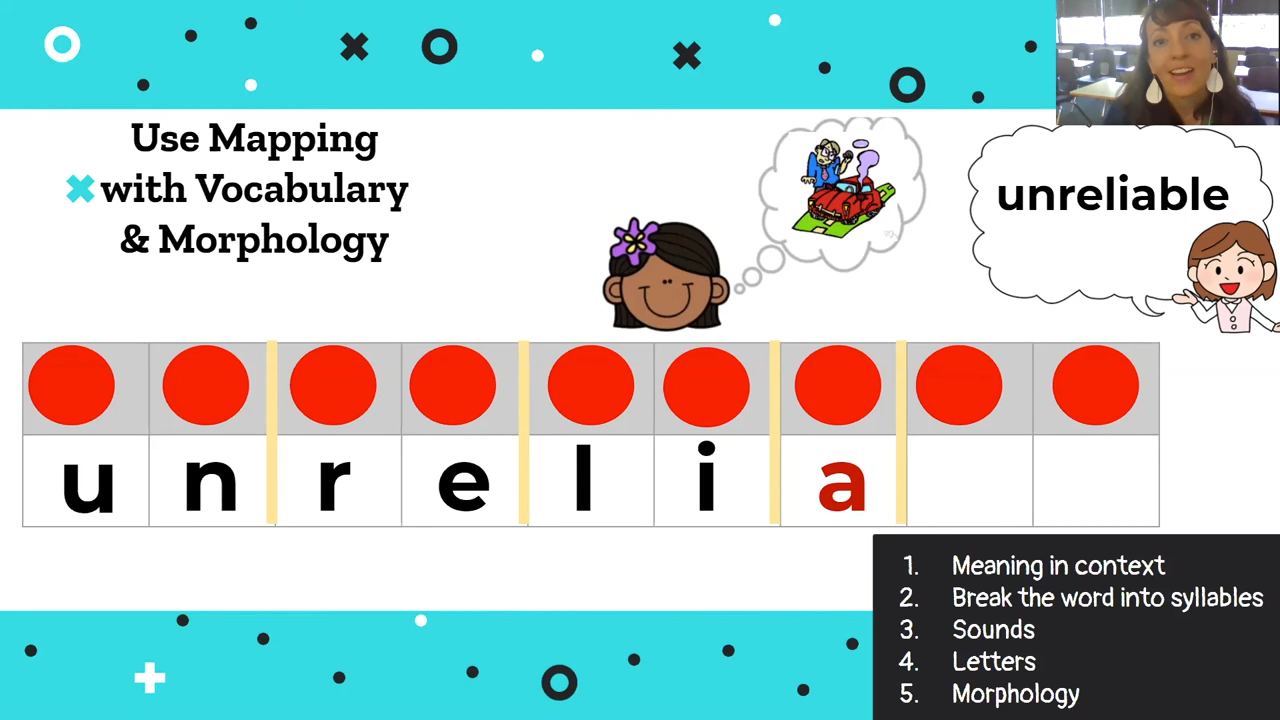 Use Mapping
with Vocabulary
& Morphology
unreliable
u n r e l i a
1. Meaning in context
2. Break the word into syllables
3. Sounds
4. Letters
5. Morphology